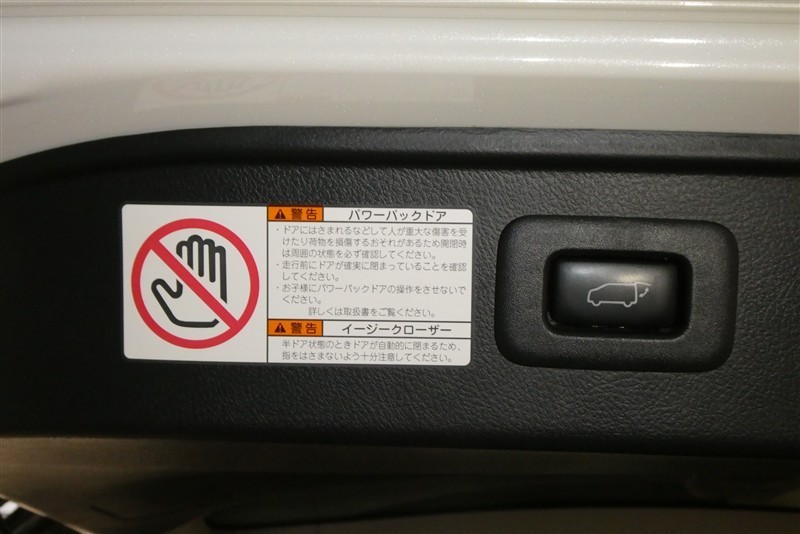 警告 パワーバックドア
・ドアにはさまれるなどして人が重大な傷害を受
けたり荷物を損傷するおそれがあるため開閉時
は周囲の状態を必ず確認してください。
・走行前にドアが確実に閉まっていることを確認
してください。
・お子様にパワーバックドアの操作をさせないで
ください。
詳しくは取扱書をご覧ください。
警告 イージークローザー
半ドア状態のときドアが自動的に閉まるため、
指をはさまないよう十分注意してください。